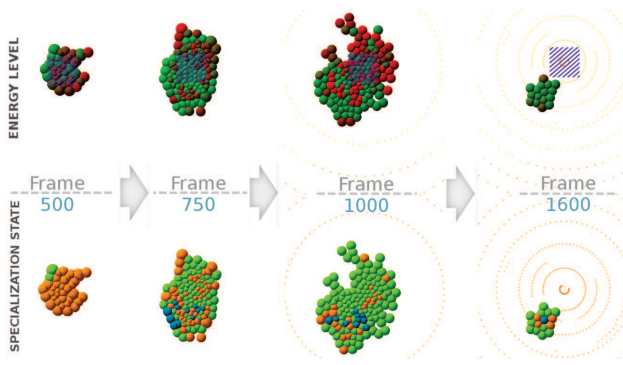 ENERGY LEVEL
Frame
500
Frame
750
Frame
1000
Frame
1600
SPECIALIZATION STATE